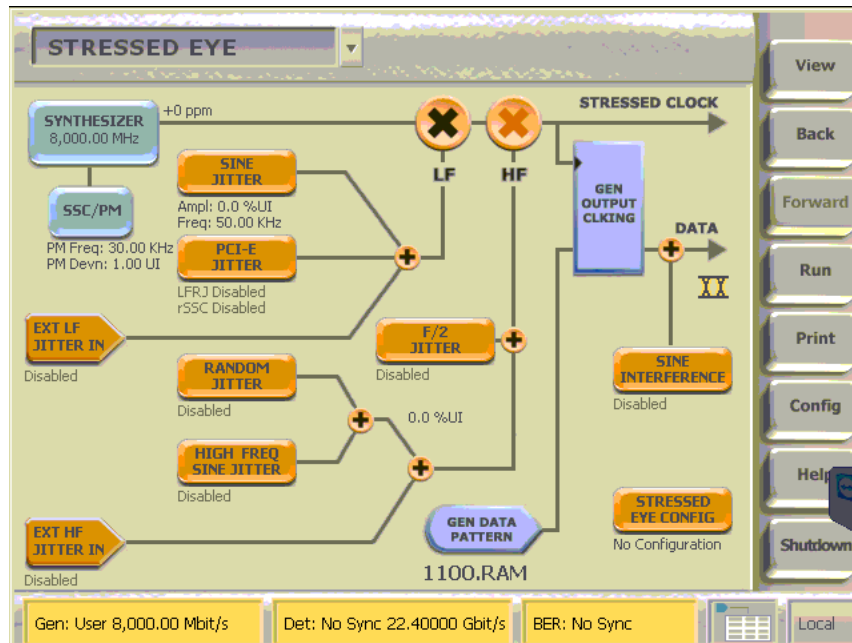 STRESSED EYE
View
Back
Forward
Run
Print
Config
Help
Shutdown
SYNTHESIZER
8,000.00 MHz
+0 ppm
STRESSED CLOCK
SSC/PM
PM Freq: 30.00 KHz
PM Devn: 1.00 UI
SINE
JITTER
Ampl: 0.0 %UI
Freq: 50.00 KHz
LF
HF
GEN
OUTPUT
CLKING
DATA
PCI-E
JITTER
LFRJ Disabled
rSSC Disabled
EXT LF
JITTER IN
Disabled
F/2
JITTER
Disabled
RANDOM
JITTER
Disabled
0.0 %UI
SINE
INTERFERENCE
Disabled
HIGH FREQ
SINE JITTER
Disabled
EXT HF
JITTER IN
Disabled
GEN DATA
PATTERN
1100.RAM
STRESSED
EYE CONFIG
No Configuration
Gen: User 8,000.00 Mbit/s
Det: No Sync 22.40000 Gbit/s
BER: No Sync
Local